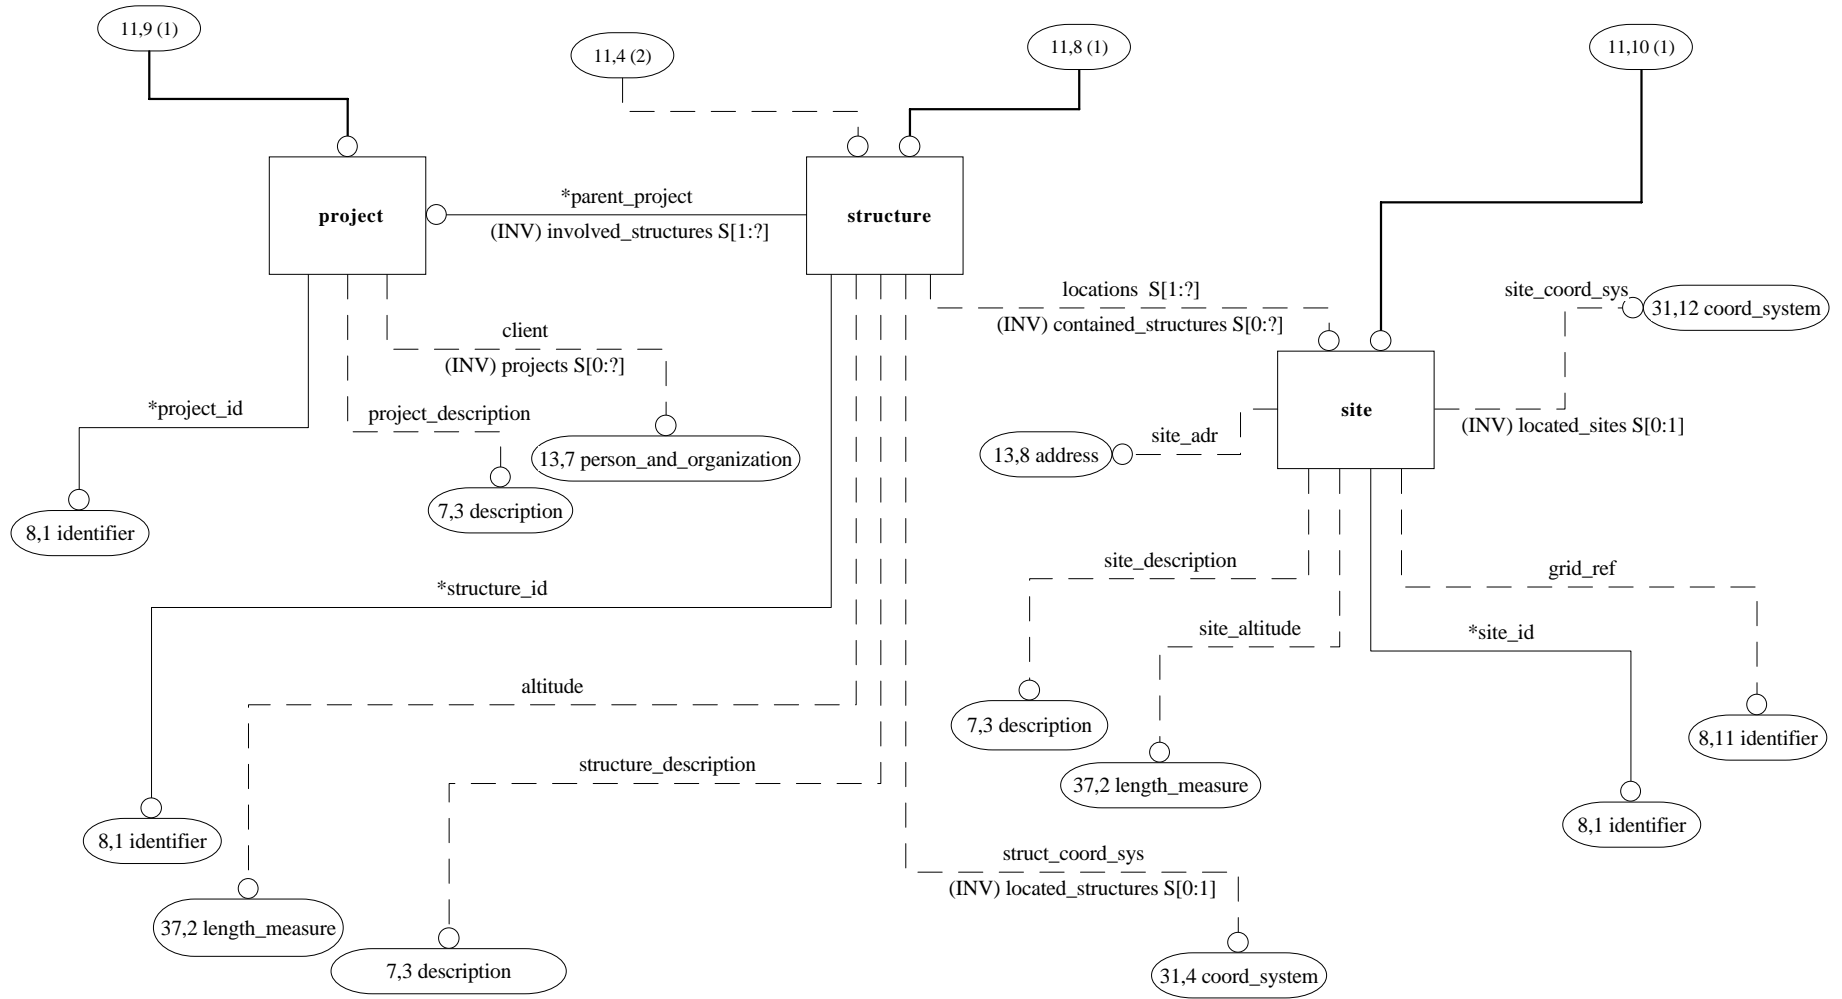 11,9 (1)
11,4 (2)
11,8 (1)
11,10 (1)
project
*parent_project
(INV) involved_structures S[1:?]
structure
locations  S[1:?]
(INV) contained_structures S[0:?]
site_coord_sys
31,12 coord_system
client
(INV) projects S[0:?]
*project_id
project_description
site_adr
site
(INV) located_sites S[0:1]
13,7 person_and_organization
13,8 address
7,3 description
8,1 identifier
*structure_id
site_description
grid_ref
site_altitude
*site_id
altitude
7,3 description
8,11 identifier
structure_description
37,2 length_measure
8,1 identifier
8,1 identifier
struct_coord_sys
(INV) located_structures S[0:1]
37,2 length_measure
7,3 description
31,4 coord_system